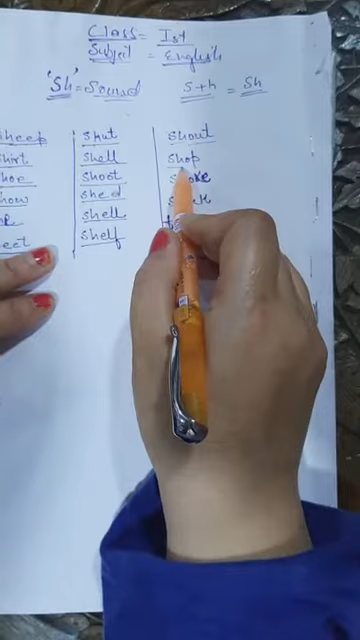 Class = Ist
Subject = English
'Sh' = Sound S+h = Sh
sheep shut shout
shirt shell shop
shoe shoot
show shed
shell
shelf